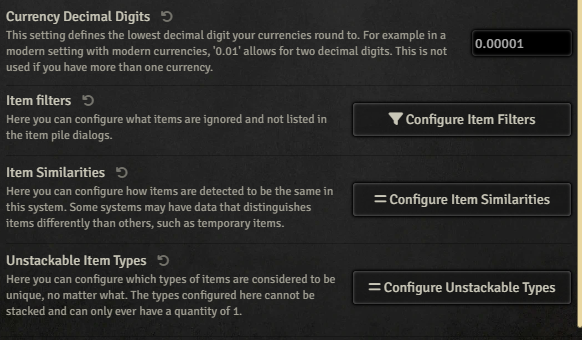 Currency Decimal Digits
This setting defines the lowest decimal digit your currencies round to. For example in a
modern setting with modern currencies, '0.01' allows for two decimal digits. This is not
used if you have more than one currency.
0.00001
Item filters
Here you can configure what items are ignored and not listed in
the item pile dialogs.
Configure Item Filters
Item Similarities
Here you can configure how items are detected to be the same in
this system. Some systems may have data that distinguishes
items differently than others, such as temporary items.
Configure Item Similarities
Unstackable Item Types
Here you can configure which types of items are considered to be
unique, no matter what. The types configured here cannot be
stacked and can only ever have a quantity of 1.
Configure Unstackable Types